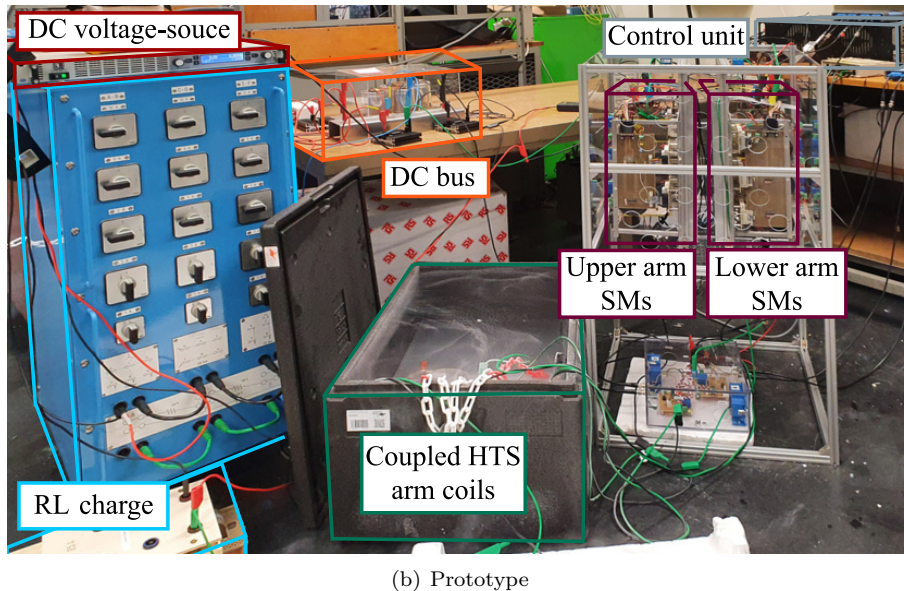 DC voltage-souce
Control unit
DC bus
Upper arm
SMs
Lower arm
SMs
Coupled HTS
arm coils
RL charge
(b) Prototype